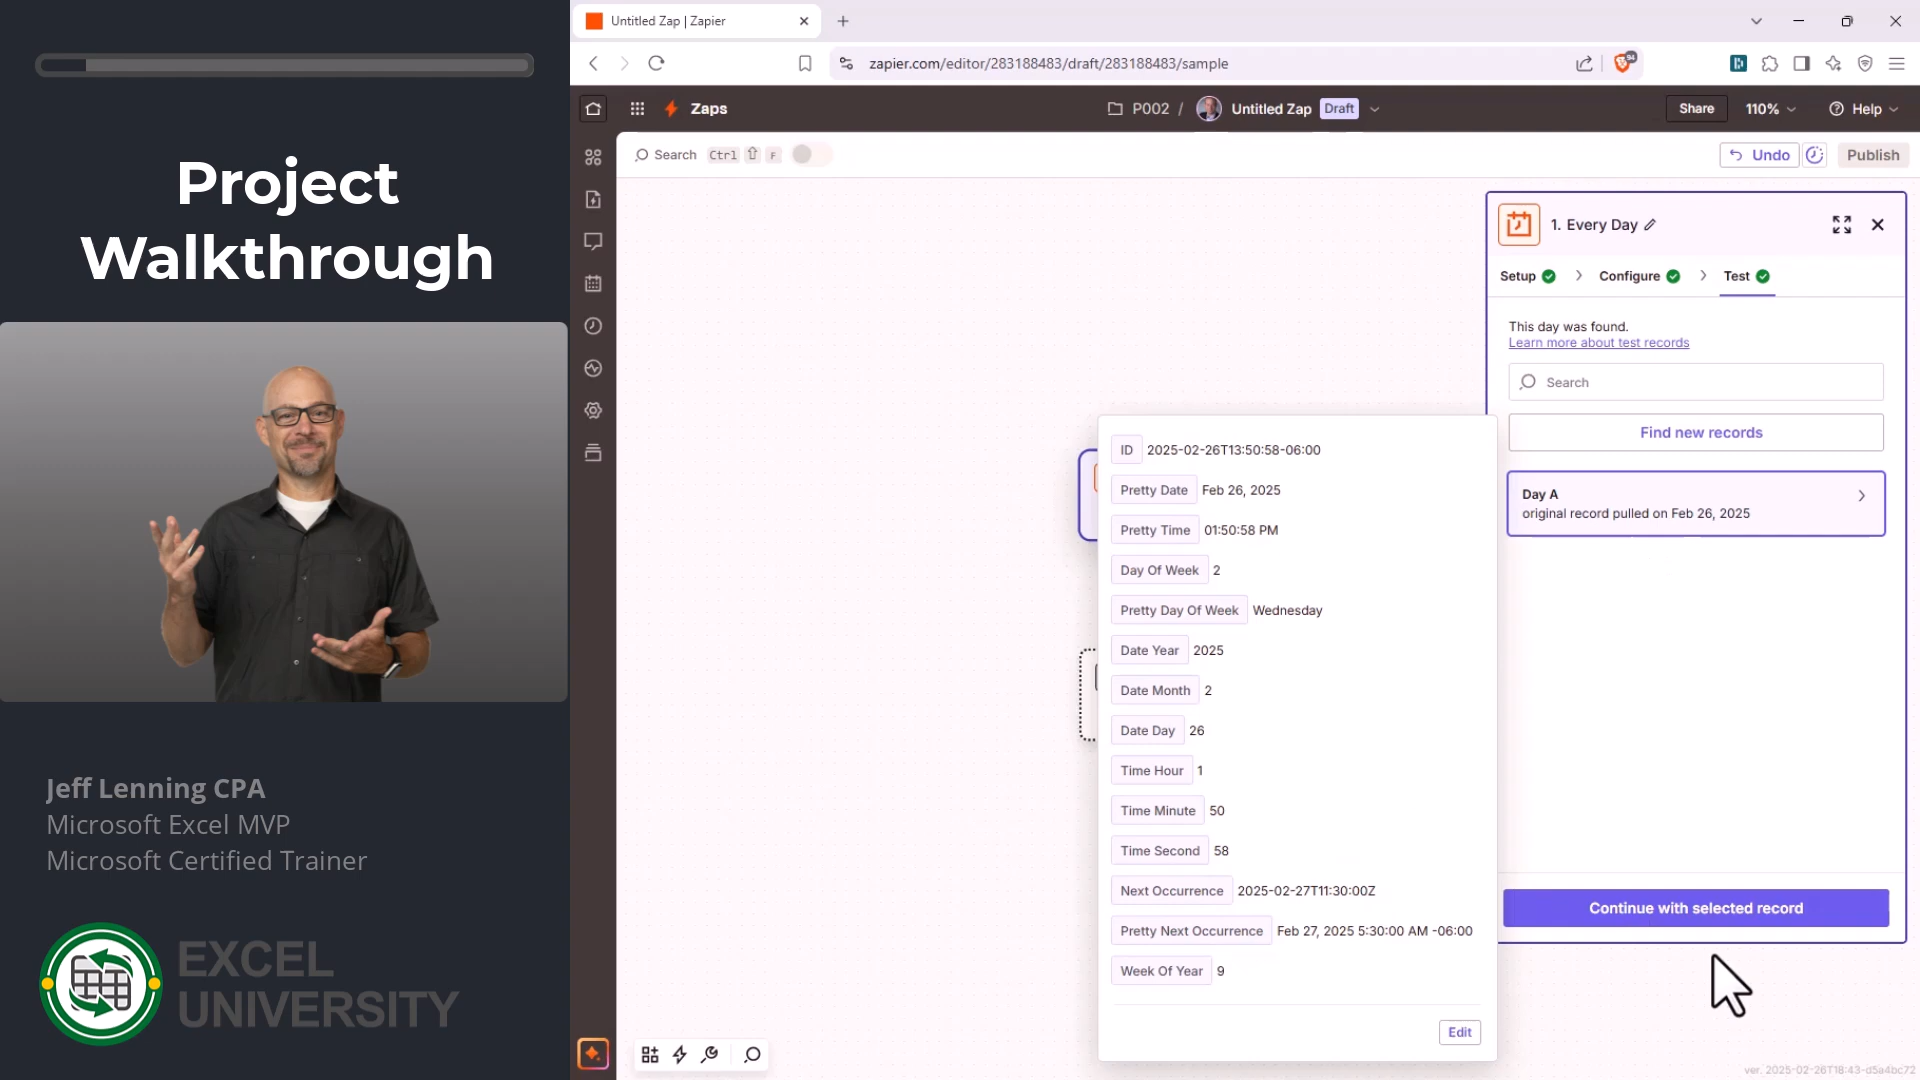 Project
Walkthrough
Jeff Lenning CPA
Microsoft Excel MVP
Microsoft Certified Trainer
EXCEL
UNIVERSITY
Untitled Zap | Zapier
zapier.com/editor/283188483/draft/283188483/sample
Zaps
P002 / Untitled Zap Draft
Share 110% Help
Search Ctrl ⇧ F
Undo Publish
1. Every Day
Setup Configure Test
This day was found.
Learn more about test records
Search
Find new records
Day A
original record pulled on Feb 26, 2025
Continue with selected record
ID 2025-02-26T13:50:58-06:00
Pretty Date Feb 26, 2025
Pretty Time 01:50:58 PM
Day Of Week 2
Pretty Day Of Week Wednesday
Date Year 2025
Date Month 2
Date Day 26
Time Hour 1
Time Minute 50
Time Second 58
Next Occurrence 2025-02-27T11:30:00Z
Pretty Next Occurrence Feb 27, 2025 5:30:00 AM -06:00
Week Of Year 9
Edit
ver. 2025-02-26T18:43-d5a4bc72